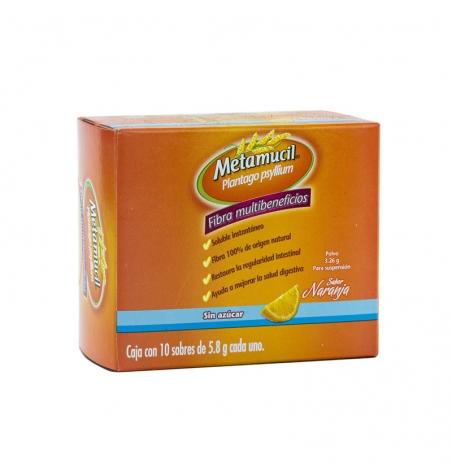 Metamucil
Plantago psyllium
Fibra multibeneficios
Soluble instantáneo
Fibra 100% de origen natural
Restaura la regularidad intestinal
Ayuda a mejorar la salud digestiva
Polvo
3.26 g
Para suspensión
Sabor
Naranja
Sin azúcar
Caja con 10 sobres de 5.8 g cada uno.
Metamucil